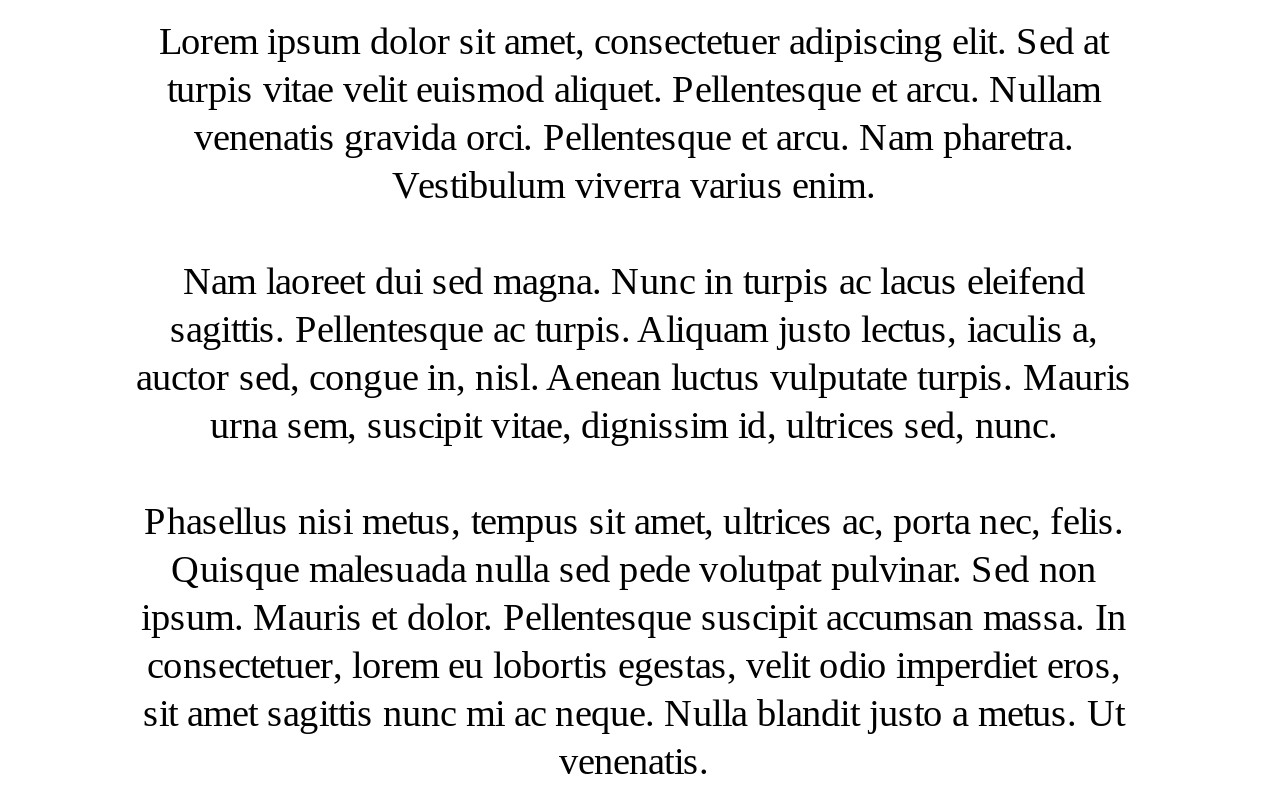 Lorem ipsum dolor sit amet, consectetuer adipiscing elit. Sed at
turpis vitae velit euismod aliquet. Pellentesque et arcu. Nullam
venenatis gravida orci. Pellentesque et arcu. Nam pharetra.
Vestibulum viverra varius enim.
Nam laoreet dui sed magna. Nunc in turpis ac lacus eleifend
sagittis. Pellentesque ac turpis. Aliquam justo lectus, iaculis a,
auctor sed, congue in, nisl. Aenean luctus vulputate turpis. Mauris
urna sem, suscipit vitae, dignissim id, ultrices sed, nunc.
Phasellus nisi metus, tempus sit amet, ultrices ac, porta nec, felis.
Quisque malesuada nulla sed pede volutpat pulvinar. Sed non
ipsum. Mauris et dolor. Pellentesque suscipit accumsan massa. In
consectetuer, lorem eu lobortis egestas, velit odio imperdiet eros,
sit amet sagittis nunc mi ac neque. Nulla blandit justo a metus. Ut
venenatis.